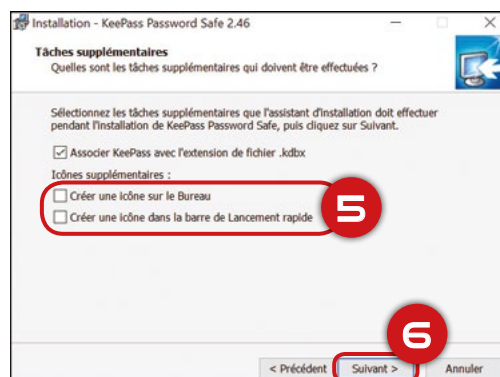 Installation - KeePass Password Safe 2.46
Tâches supplémentaires
Quelles sont les tâches supplémentaires qui doivent être effectuées ?
Sélectionnez les tâches supplémentaires que l'assistant d'installation doit effectuer
pendant l'installation de KeePass Password Safe, puis cliquez sur Suivant.
Associer KeePass avec l'extension de fichier .kdbx
Icônes supplémentaires :
Créer une icône sur le Bureau
Créer une icône dans la barre de Lancement rapide
5
6
< Précédent Suivant > Annuler